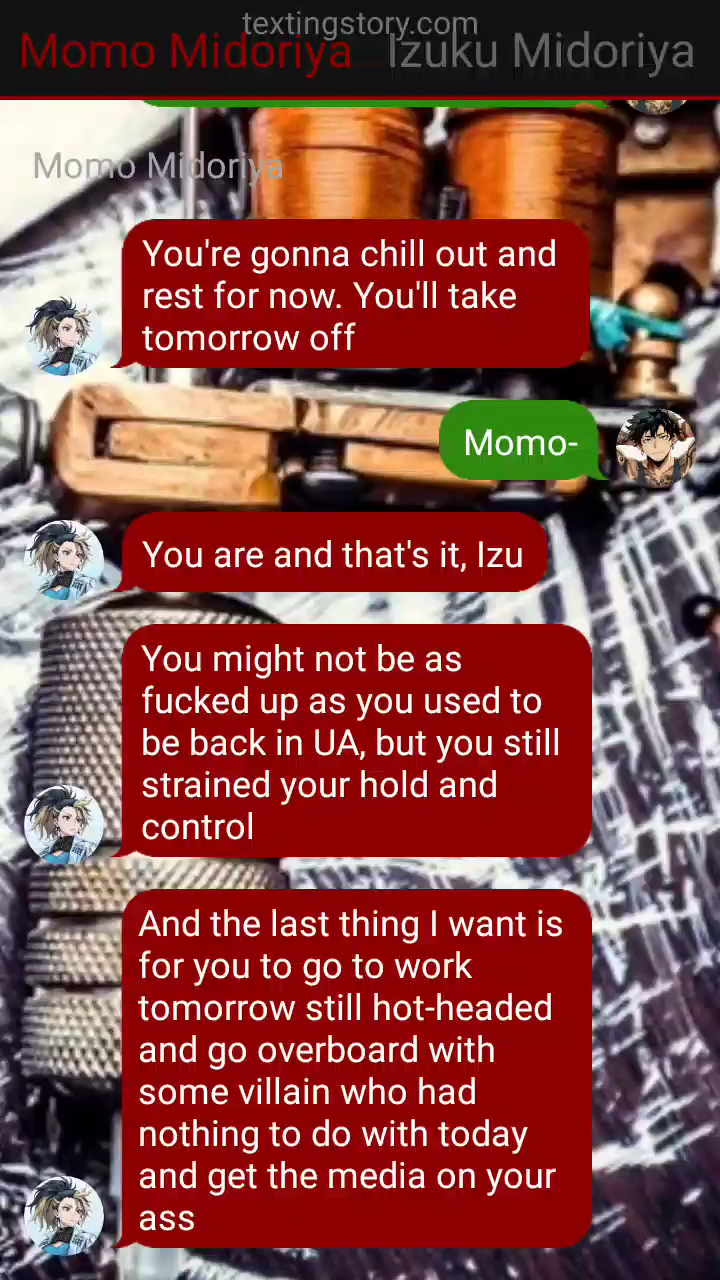 textingstory.com
Momo Midoriya Izuku Midoriya
Momo Midoriya
You're gonna chill out and
rest for now. You'll take
tomorrow off
Momo-
You are and that's it, Izu
You might not be as
fucked up as you used to
be back in UA, but you still
strained your hold and
control
And the last thing I want is
for you to go to work
tomorrow still hot-headed
and go overboard with
some villain who had
nothing to do with today
and get the media on your
ass